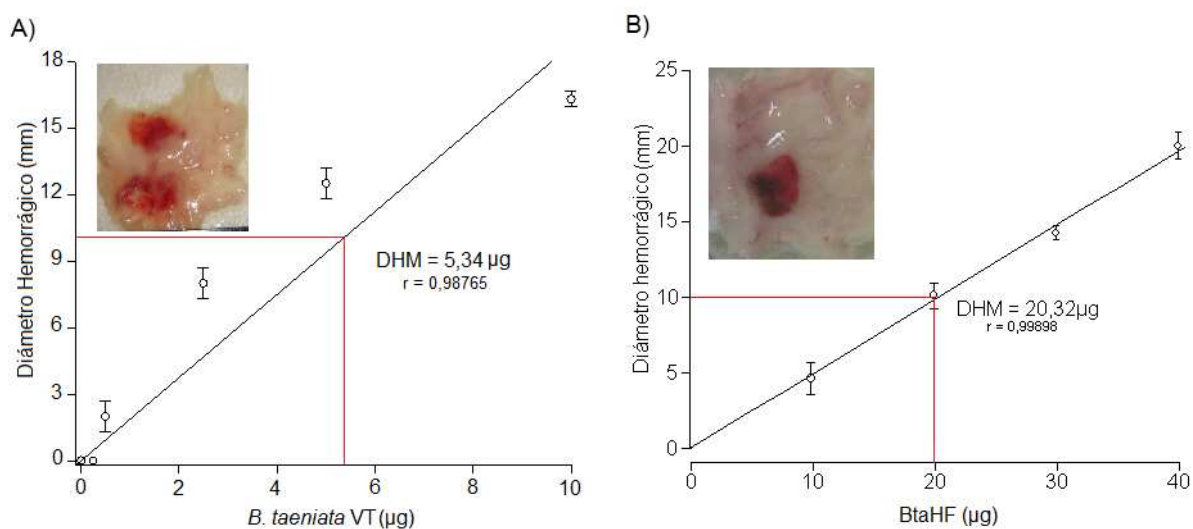 A)
18
15
12
9
6
3
0
Diámetro Hemorrágico (mm)
DHM = 5,34 µg
r = 0,98765
0
2
4
6
8
10
B. taeniata VT (µg)
B)
25
20
15
10
5
0
Diámetro hemorrágico (mm)
DHM = 20,32µg
r = 0,99898
0
10
20
30
40
BtaHF (µg)